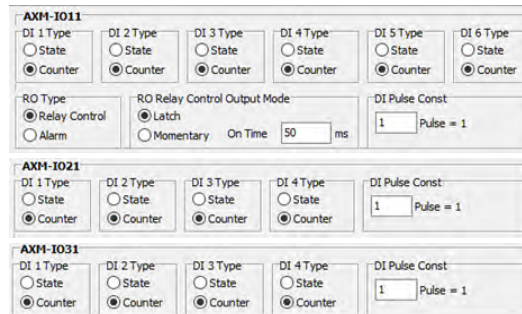 AXM-IO11
DI 1 Type DI 2 Type DI 3 Type DI 4 Type DI 5 Type DI 6 Type
State State State State State State
Counter Counter Counter Counter Counter Counter
RO Type RO Relay Control Output Mode DI Pulse Const
Relay Control Latch 1 Pulse = 1
Alarm Momentary On Time 50 ms
AXM-IO21
DI 1 Type DI 2 Type DI 3 Type DI 4 Type DI Pulse Const
State State State State 1 Pulse = 1
Counter Counter Counter Counter
AXM-IO31
DI 1 Type DI 2 Type DI 3 Type DI 4 Type DI Pulse Const
State State State State 1 Pulse = 1
Counter Counter Counter Counter